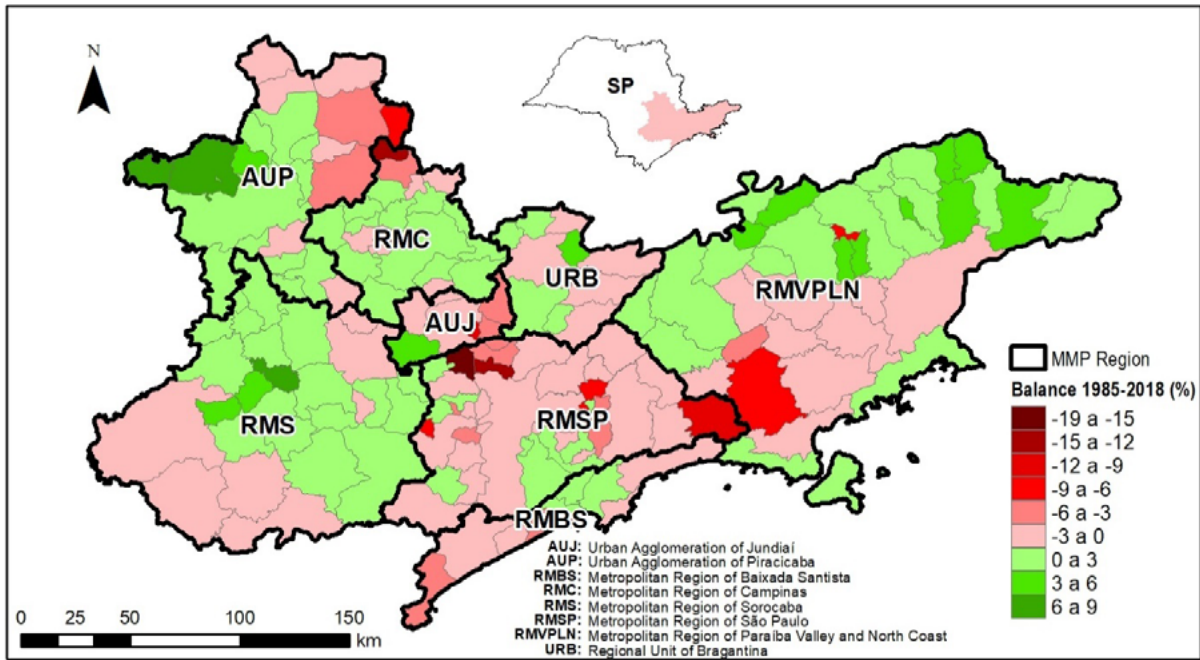 N
SP
AUP
RMC
URB
RMVPLN
AUJ
RMS
RMSP
RMBS
MMP Region
Balance 1985-2018 (%)
-19 a -15
-15 a -12
-12 a -9
-9 a -6
-6 a -3
-3 a 0
0 a 3
3 a 6
6 a 9
AUJ: Urban Agglomeration of Jundiaí
AUP: Urban Agglomeration of Piracicaba
RMBS: Metropolitan Region of Baixada Santista
RMC: Metropolitan Region of Campinas
RMS: Metropolitan Region of Sorocaba
RMSP: Metropolitan Region of São Paulo
RMVPLN: Metropolitan Region of Paraíba Valley and North Coast
URB: Regional Unit of Bragantina
0 25 50 100 150
km